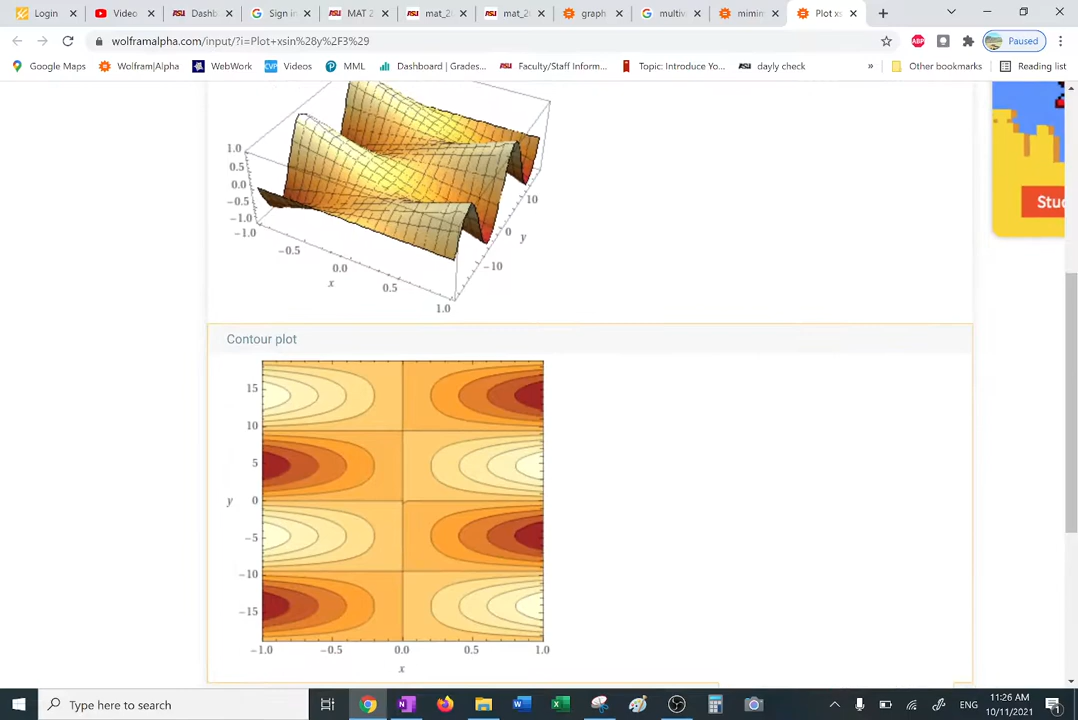 Login
Video
Dashb
Sign in
MAT 2
mat_2
mat_2
graph
multiv
mimim
Plot xs
wolframalpha.com/input/?i=Plot+xsin%28y%2F3%29
ABP
Paused
Google Maps
Wolfram|Alpha
WebWork
Videos
MML
Dashboard | Grades...
Faculty/Staff Inform...
Topic: Introduce Yo...
dayly check
»
Other bookmarks
Reading list
1.0
0.5
0.0
-0.5
-1.0
-1.0
-0.5
0.0
0.5
1.0
x
10
0
-10
y
Stud
Contour plot
15
10
5
0
-5
-10
-15
y
-1.0
-0.5
0.0
0.5
1.0
x
Type here to search
ENG
11:26 AM
10/11/2021
1